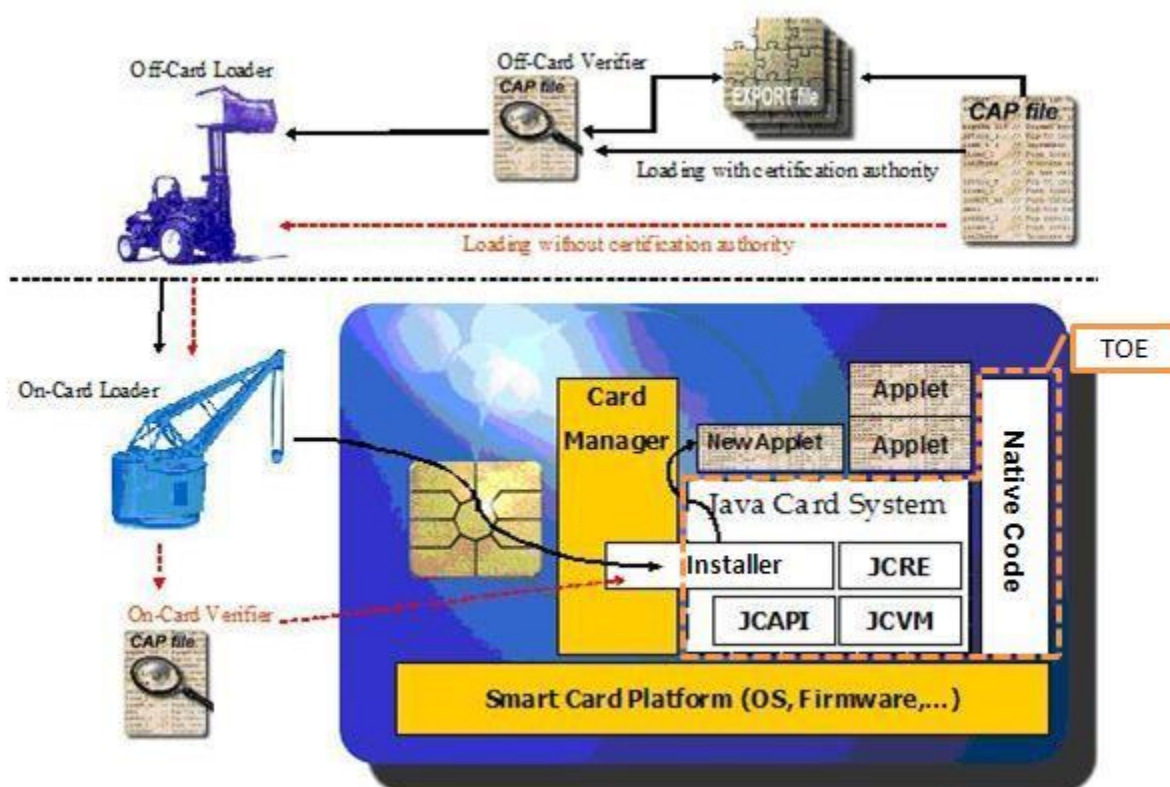 Off-Card Loader
Off-Card Verifier
CAP file
EXPORT file
CAP file
Loading with certification authority
Loading without certification authority
TOE
On-Card Loader
Card
Manager
Applet
New Applet
Applet
Native Code
Java Card System
Installer
JCRE
JCAPI
JCVM
On-Card Verifier
CAP file
Smart Card Platform (OS, Firmware,...)